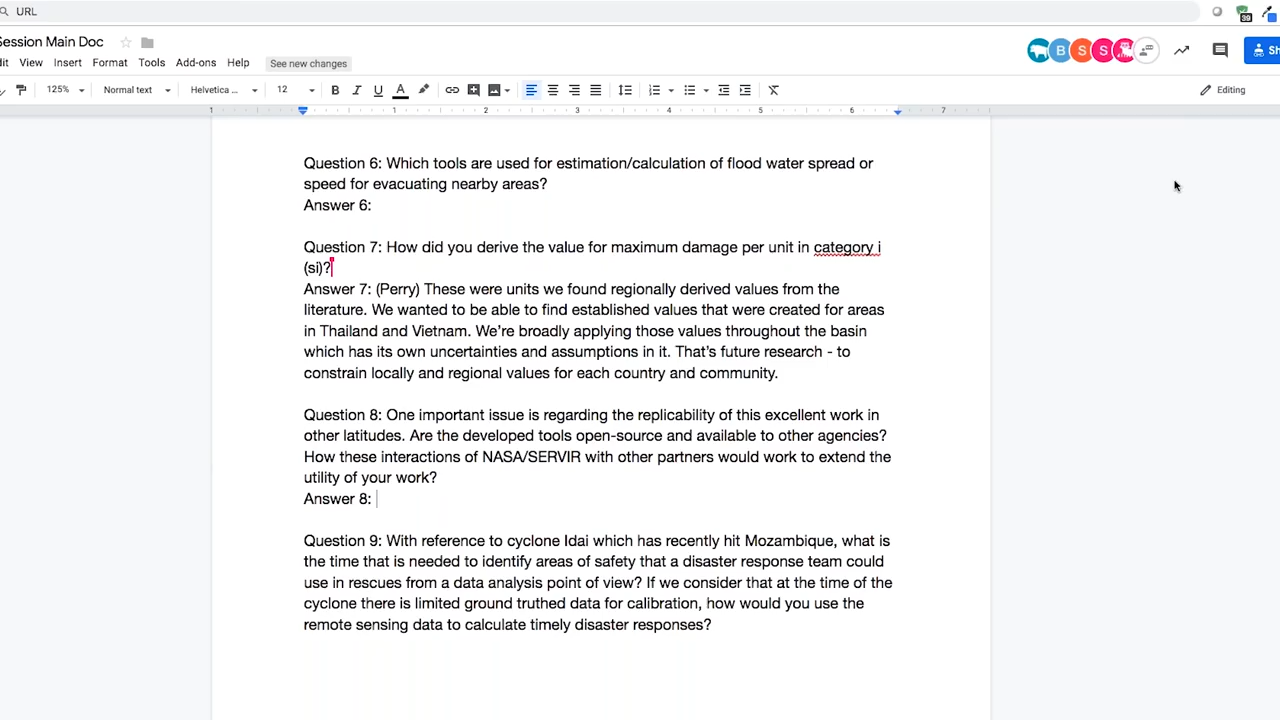 URL
Session Main Doc
dit View Insert Format Tools Add-ons Help See new changes
125% Normal text Helvetica ... 12 B I U A Editing
1 1 2 3 4 5 6 7
B S S Sh
39
Question 6: Which tools are used for estimation/calculation of flood water spread or
speed for evacuating nearby areas?
Answer 6:
Question 7: How did you derive the value for maximum damage per unit in category i
(si)?
Answer 7: (Perry) These were units we found regionally derived values from the
literature. We wanted to be able to find established values that were created for areas
in Thailand and Vietnam. We’re broadly applying those values throughout the basin
which has its own uncertainties and assumptions in it. That’s future research - to
constrain locally and regional values for each country and community.
Question 8: One important issue is regarding the replicability of this excellent work in
other latitudes. Are the developed tools open-source and available to other agencies?
How these interactions of NASA/SERVIR with other partners would work to extend the
utility of your work?
Answer 8:
Question 9: With reference to cyclone Idai which has recently hit Mozambique, what is
the time that is needed to identify areas of safety that a disaster response team could
use in rescues from a data analysis point of view? If we consider that at the time of the
cyclone there is limited ground truthed data for calibration, how would you use the
remote sensing data to calculate timely disaster responses?